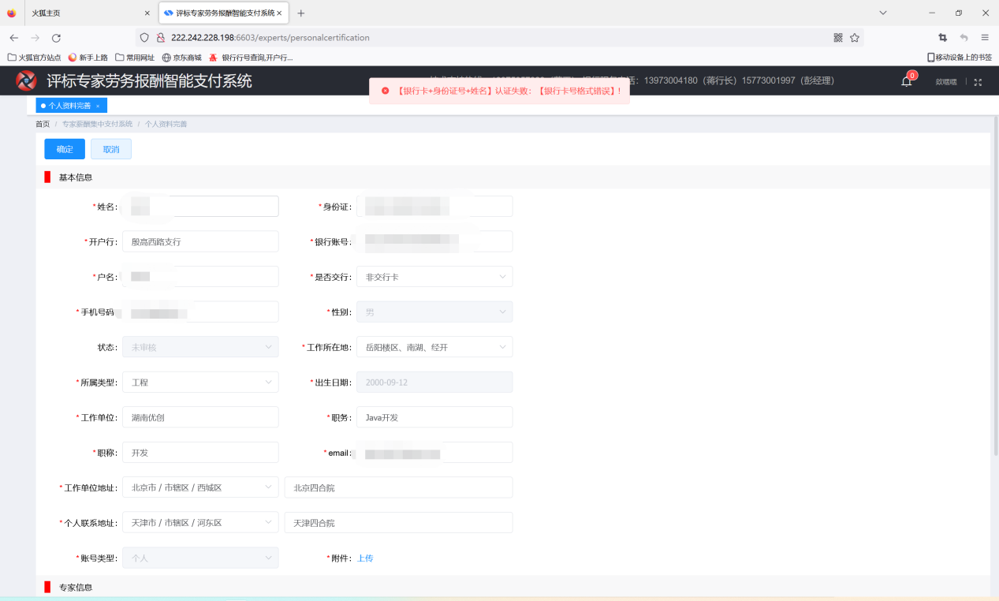 火狐主页
评标专家劳务报酬智能支付系统
222.242.228.198:6603/experts/personalcertification
火狐官方站点 新手上路 常用网址 京东商城 银行行号查询,开户行... 移动设备上的书签
评标专家劳务报酬智能支付系统 话：13973004180（蒋行长）15773001997（彭经理） 0
【银行卡+身份证号+姓名】认证失败：【银行卡号格式错误】！
个人资料完善 ×
首页 / 专家薪酬集中支付系统 / 个人资料完善
确定 取消
基本信息
*姓名: *身份证:
*开户行: 殷高西路支行 *银行账号:
*户名: *是否交行: 非交行卡
*手机号码 *性别: 男
状态: 未审核 *工作所在地: 岳阳楼区、南湖、经开
*所属类型: 工程 *出生日期: 2000-09-12
*工作单位: 湖南优创 *职务: Java开发
*职称: 开发 *email:
*工作单位地址: 北京市 / 市辖区 / 西城区 北京四合院
*个人联系地址: 天津市 / 市辖区 / 河东区 天津四合院
*账号类型: 个人 *附件: 上传
专家信息